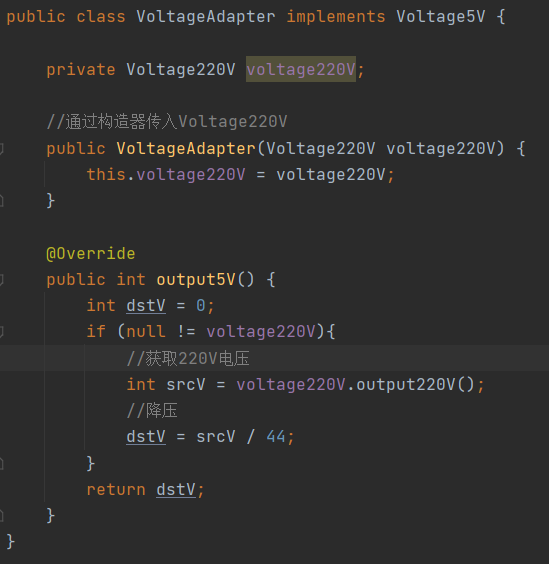 public class VoltageAdapter implements Voltage5V {
private Voltage220V voltage220V;
//通过构造器传入Voltage220V
public VoltageAdapter(Voltage220V voltage220V) {
this.voltage220V = voltage220V;
}
@Override
public int output5V() {
int dstV = 0;
if (null != voltage220V){
//获取220V电压
int srcV = voltage220V.output220V();
//降压
dstV = srcV / 44;
}
return dstV;
}
}